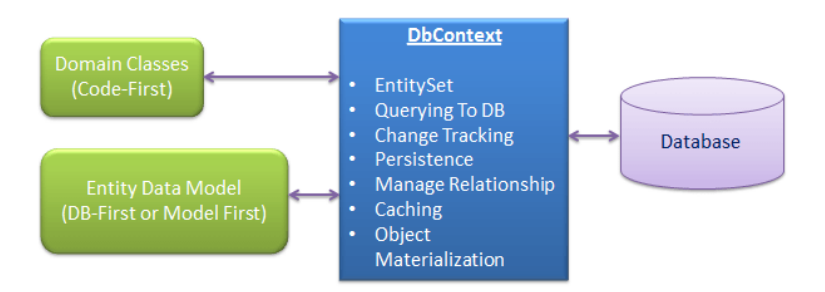 Domain Classes
(Code-First)
Entity Data Model
(DB-First or Model First)
DbContext
• EntitySet
• Querying To DB
• Change Tracking
• Persistence
• Manage Relationship
• Caching
• Object
Materialization
Database